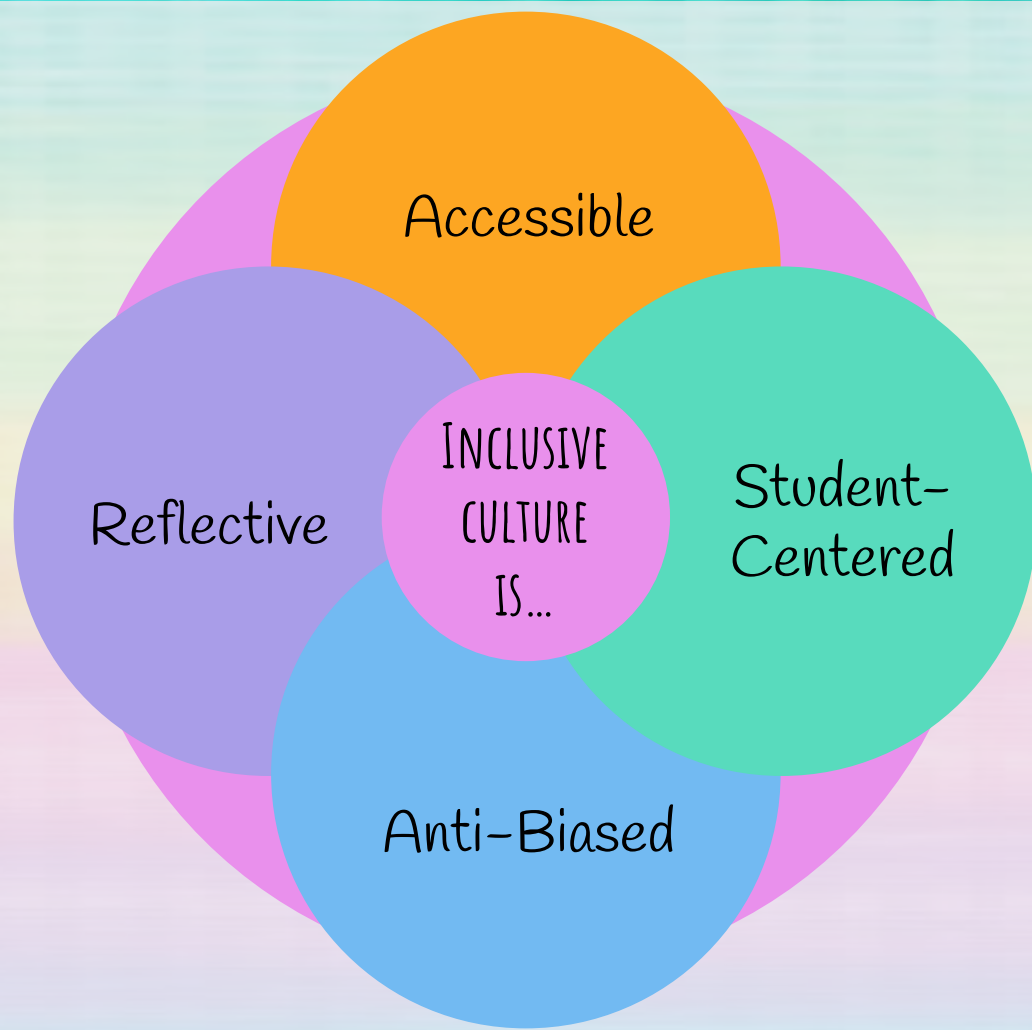 Accessible
Reflective
Inclusive
culture
is...
Student-
Centered
Anti-Biased